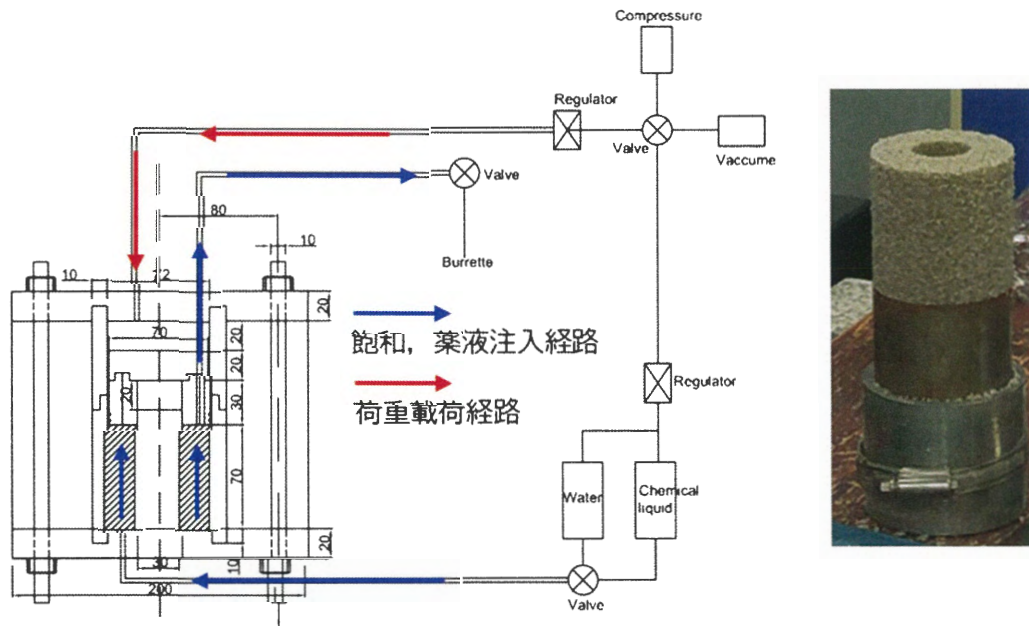 Compressure
Regulator
Valve
Vaccume
Valve
80
10
Burrette
10
72
20
70
20
20
飽和，薬液注入経路
20
30
Regulator
荷重載荷経路
70
Water
Chemical
liquid
20
30
10
200
Valve